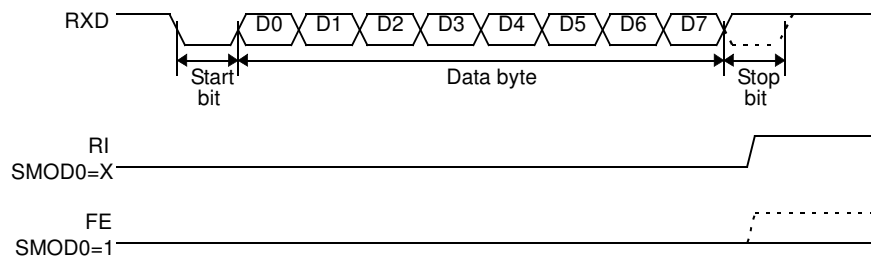 RXD D0 D1 D2 D3 D4 D5 D6 D7
Start bit
Data byte
Stop bit
RI
SMOD0=X
FE
SMOD0=1